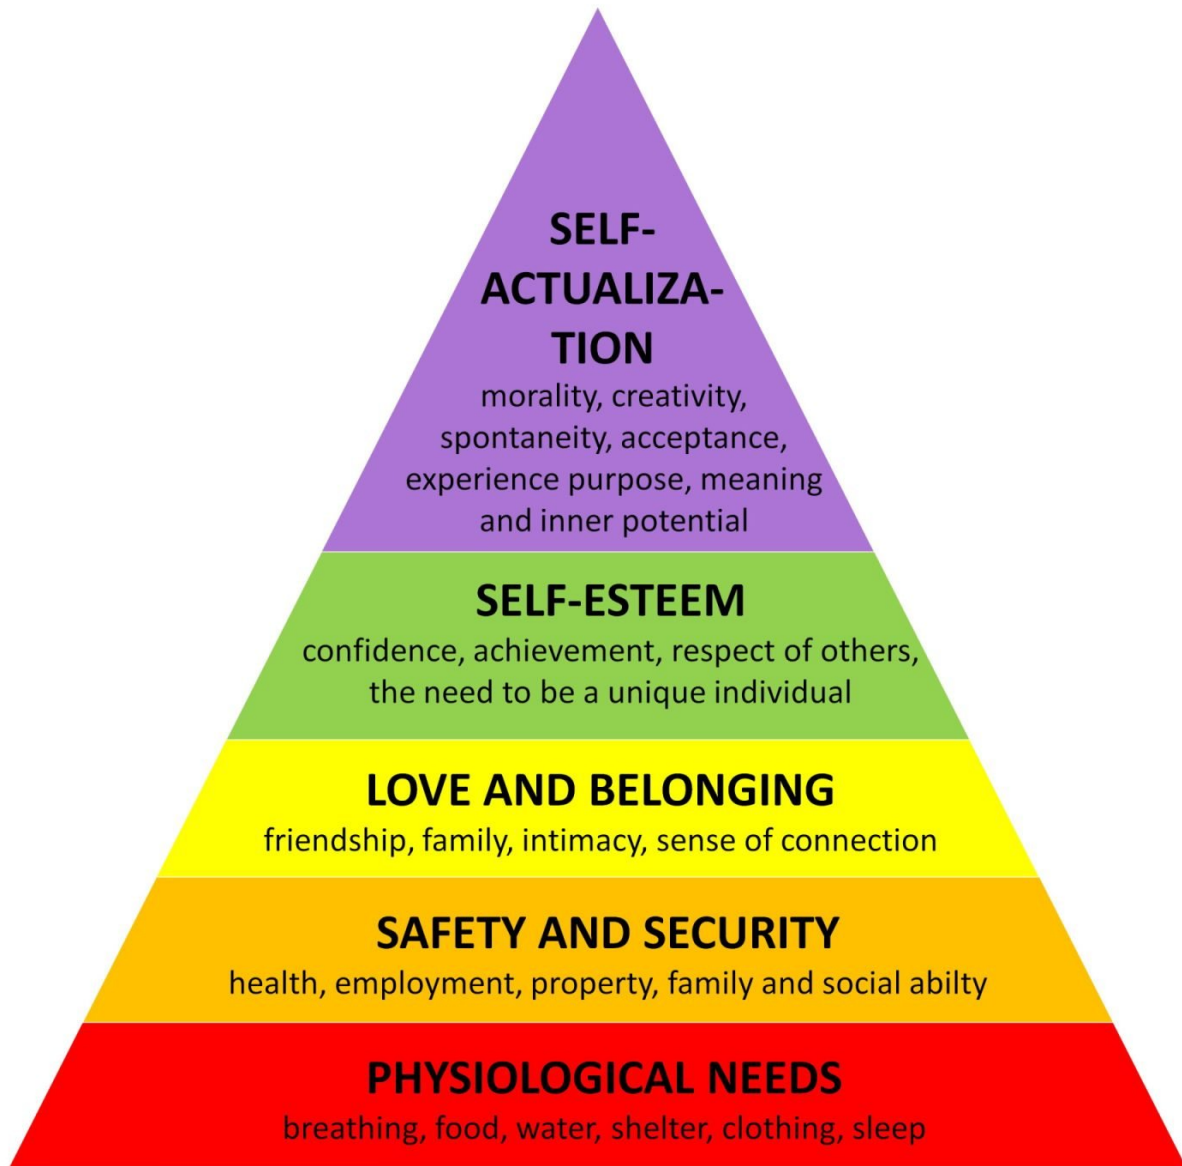 SELF-
ACTUALIZA-
TION
morality, creativity,
spontaneity, acceptance,
experience purpose, meaning
and inner potential
SELF-ESTEEM
confidence, achievement, respect of others,
the need to be a unique individual
LOVE AND BELONGING
friendship, family, intimacy, sense of connection
SAFETY AND SECURITY
health, employment, property, family and social abilty
PHYSIOLOGICAL NEEDS
breathing, food, water, shelter, clothing, sleep